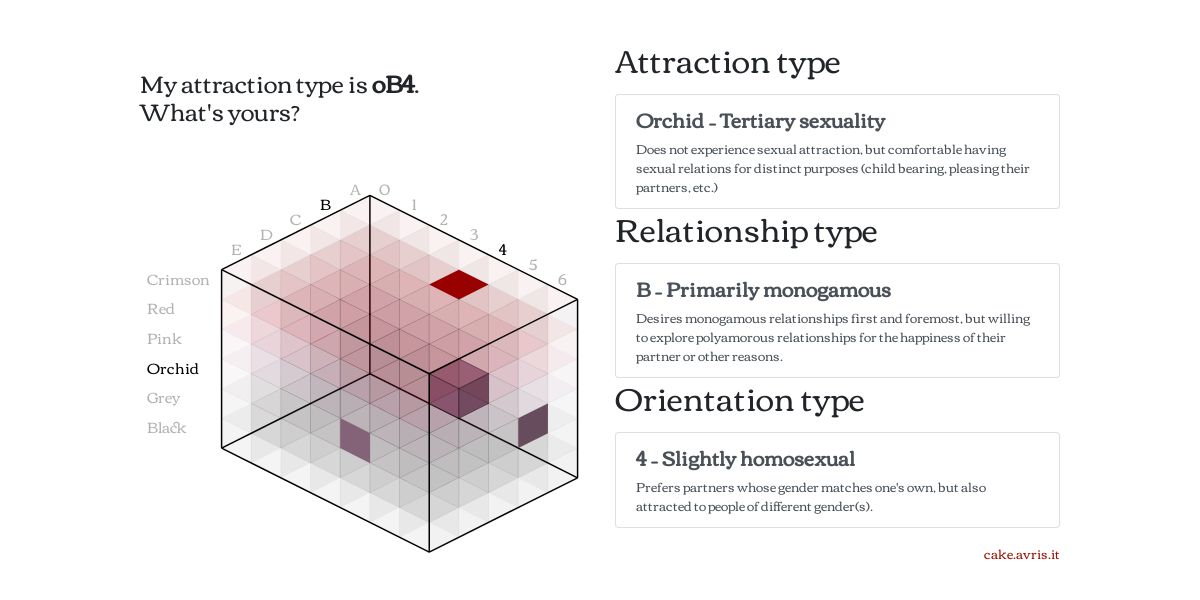 My attraction type is oB4.
What's yours?
A O
B 1
C 2
D 3
E 4
5
6
Crimson
Red
Pink
Orchid
Grey
Black
Attraction type
Orchid – Tertiary sexuality
Does not experience sexual attraction, but comfortable having
sexual relations for distinct purposes (child bearing, pleasing their
partners, etc.)
Relationship type
B – Primarily monogamous
Desires monogamous relationships first and foremost, but willing
to explore polyamorous relationships for the happiness of their
partner or other reasons.
Orientation type
4 – Slightly homosexual
Prefers partners whose gender matches one's own, but also
attracted to people of different gender(s).
cake.avris.it